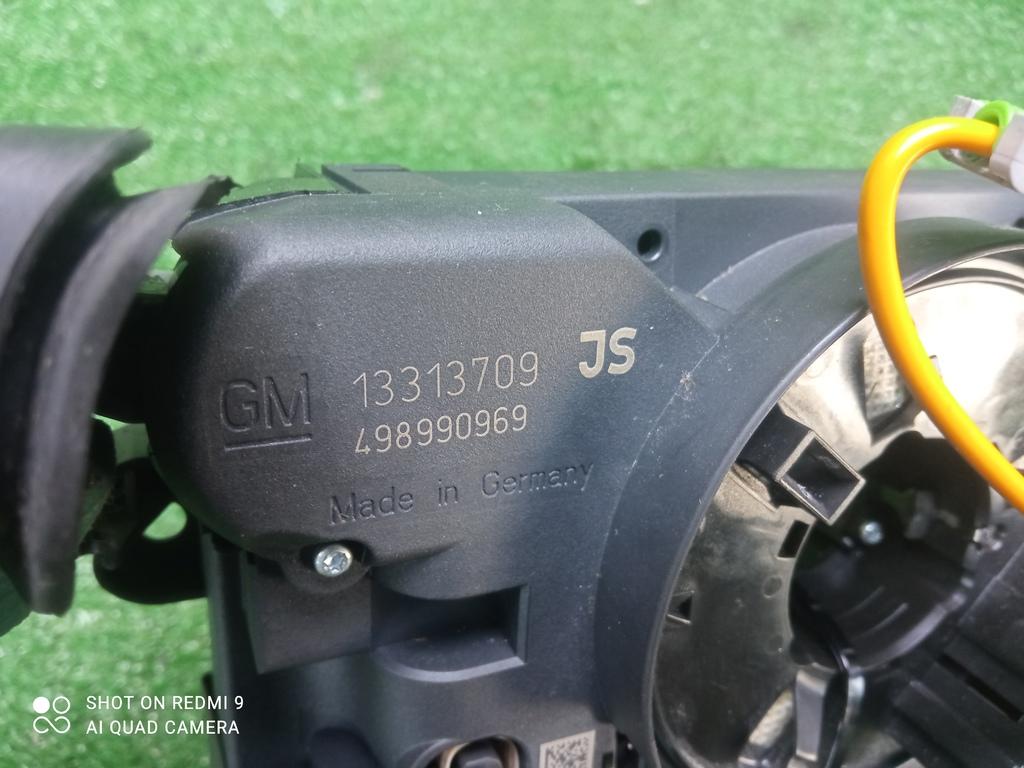 GM 13313709 JS
498990969
Made in Germany
SHOT ON REDMI 9
AI QUAD CAMERA